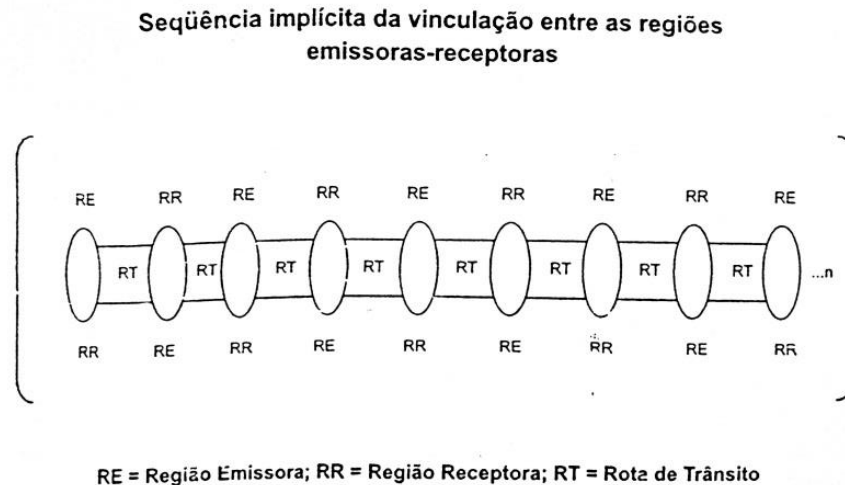 Seqüência implícita da vinculação entre as regiões
emissoras-receptoras
RE RR RE RR RE RR RE RR RE
RT RT RT RT RT RT RT RT ...n
RR RE RR RE RR RE RR RE RR
RE = Região Emissora; RR = Região Receptora; RT = Rota de Trânsito